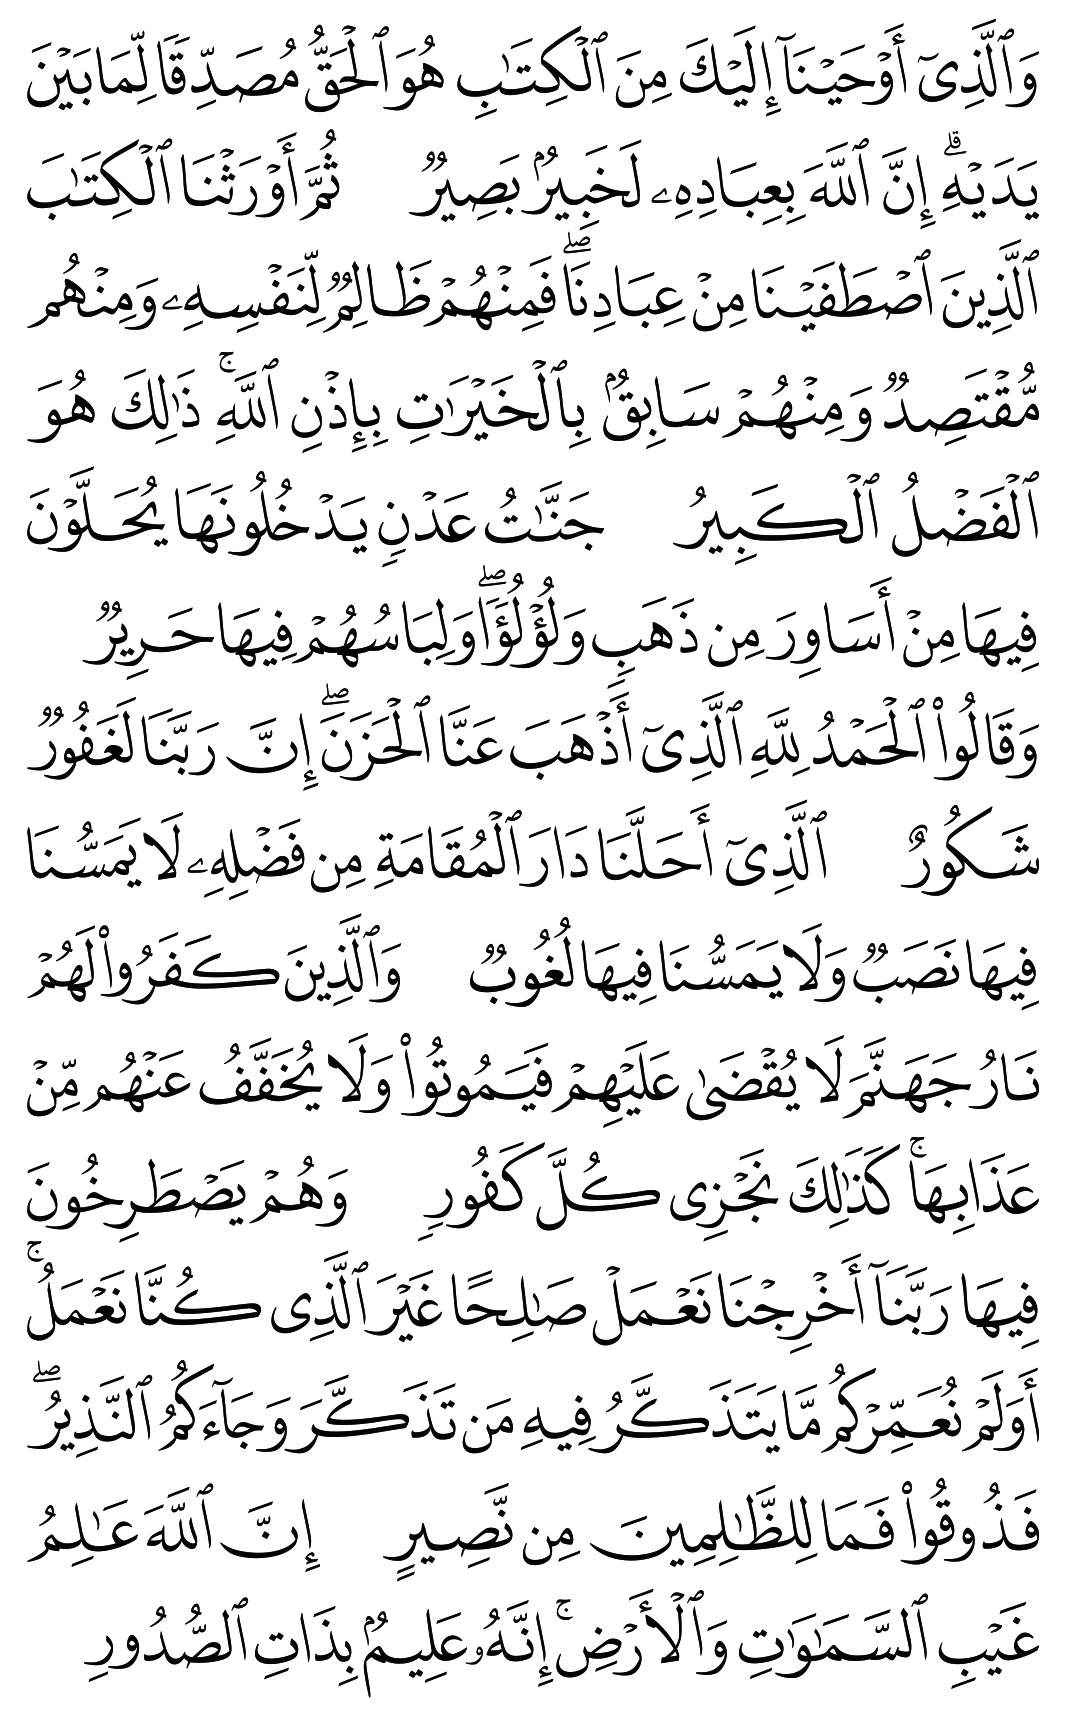 وَٱلَّذِىٓ أَوْحَيْنَآ إِلَيْكَ مِنَ ٱلْكِتَـٰبِ هُوَ ٱلْحَقُّ مُصَدِّقًا لِّمَا بَيْنَ
يَدَيْهِ ۗ إِنَّ ٱللَّهَ بِعِبَادِهِۦ لَخَبِيرٌۢ بَصِيرٌ ثُمَّ أَوْرَثْنَا ٱلْكِتَـٰبَ
ٱلَّذِينَ ٱصْطَفَيْنَا مِنْ عِبَادِنَا ۖ فَمِنْهُمْ ظَالِمٌ لِّنَفْسِهِۦ وَمِنْهُم
مُّقْتَصِدٌ وَمِنْهُمْ سَابِقٌۢ بِٱلْخَيْرَٰتِ بِإِذْنِ ٱللَّهِ ۚ ذَٰلِكَ هُوَ
ٱلْفَضْلُ ٱلْكَبِيرُ جَنَّـٰتُ عَدْنٍ يَدْخُلُونَهَا يُحَلَّوْنَ
فِيهَا مِنْ أَسَاوِرَ مِن ذَهَبٍ وَلُؤْلُؤًا ۖ وَلِبَاسُهُمْ فِيهَا حَرِيرٌ
وَقَالُوا۟ ٱلْحَمْدُ لِلَّهِ ٱلَّذِىٓ أَذْهَبَ عَنَّا ٱلْحَزَنَ ۖ إِنَّ رَبَّنَا لَغَفُورٌ
شَكُورٌ ٱلَّذِىٓ أَحَلَّنَا دَارَ ٱلْمُقَامَةِ مِن فَضْلِهِۦ لَا يَمَسُّنَا
فِيهَا نَصَبٌ وَلَا يَمَسُّنَا فِيهَا لُغُوبٌ وَٱلَّذِينَ كَفَرُوا۟ لَهُمْ
نَارُ جَهَنَّمَ لَا يُقْضَىٰ عَلَيْهِمْ فَيَمُوتُوا۟ وَلَا يُخَفَّفُ عَنْهُم مِّنْ
عَذَابِهَا ۚ كَذَٰلِكَ نَجْزِى كُلَّ كَفُورٍ وَهُمْ يَصْطَرِخُونَ
فِيهَا رَبَّنَآ أَخْرِجْنَا نَعْمَلْ صَـٰلِحًا غَيْرَ ٱلَّذِى كُنَّا نَعْمَلُ ۚ
أَوَلَمْ نُعَمِّرْكُم مَّا يَتَذَكَّرُ فِيهِ مَن تَذَكَّرَ وَجَآءَكُمُ ٱلنَّذِيرُ ۖ
فَذُوقُوا۟ فَمَا لِلظَّـٰلِمِينَ مِن نَّصِيرٍ إِنَّ ٱللَّهَ عَـٰلِمُ
غَيْبِ ٱلسَّمَـٰوَٰتِ وَٱلْأَرْضِ ۚ إِنَّهُۥ عَلِيمٌۢ بِذَاتِ ٱلصُّدُورِ